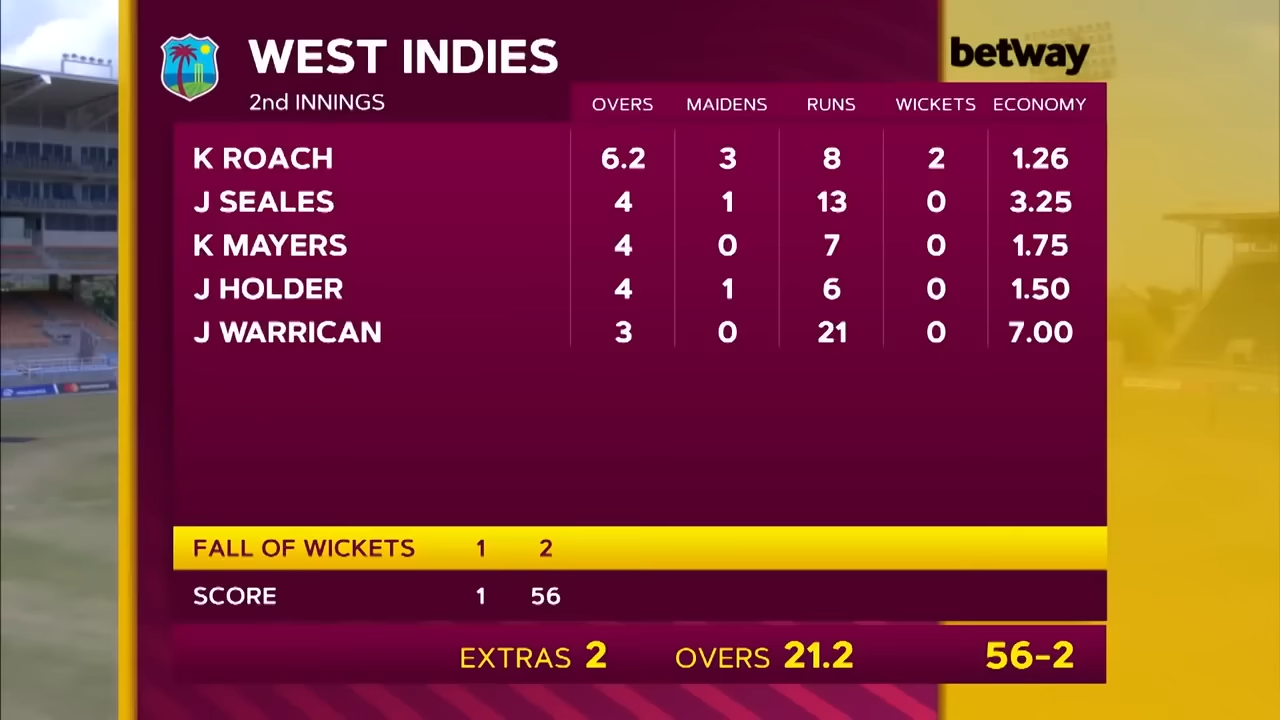 WEST INDIES
betway
2nd INNINGS
OVERS MAIDENS RUNS WICKETS ECONOMY
K ROACH 6.2 3 8 2 1.26
J SEALES 4 1 13 0 3.25
K MAYERS 4 0 7 0 1.75
J HOLDER 4 1 6 0 1.50
J WARRICAN 3 0 21 0 7.00
FALL OF WICKETS 1 2
SCORE 1 56
EXTRAS 2 OVERS 21.2 56-2